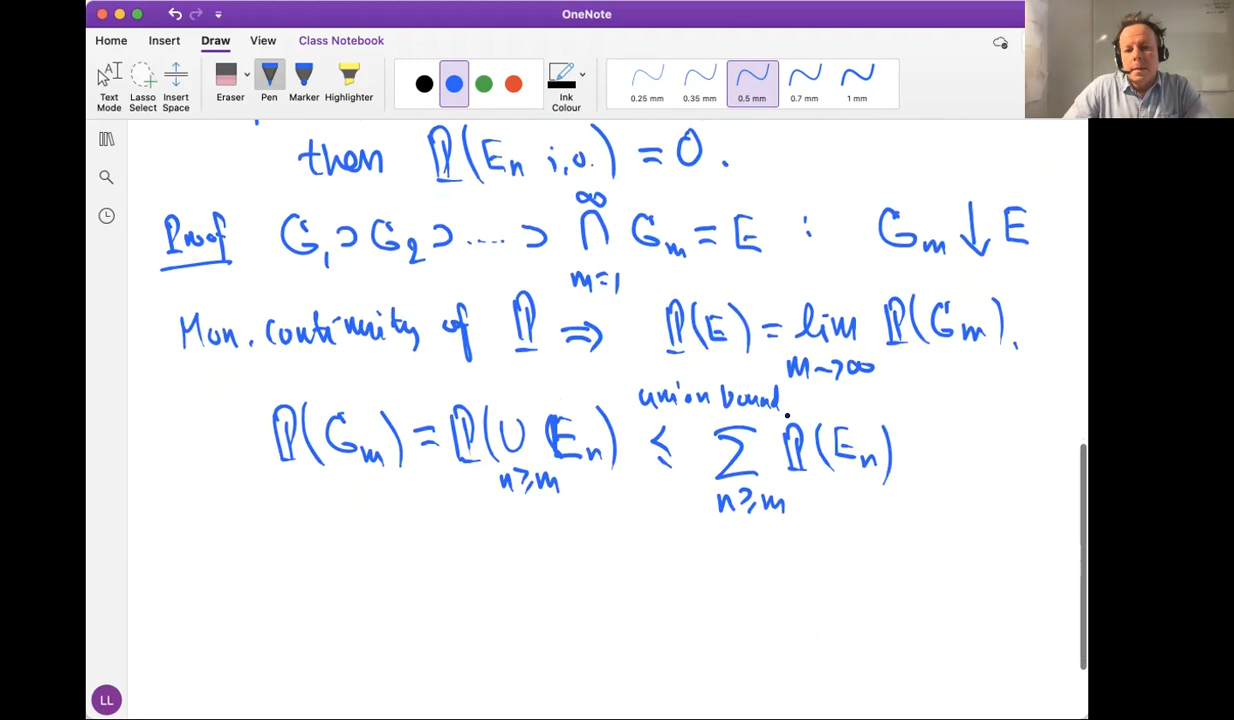 OneNote
Home Insert Draw View Class Notebook
Text Mode
Lasso Select
Insert Space
Eraser
Pen
Marker
Highlighter
Ink Colour
0.25 mm
0.35 mm
0.5 mm
0.7 mm
1 mm
then ℙ(Eₙ i.o.) = 0.
Proof G₁ ⊃ G₂ ⊃ .... ⊃ ∞ ∩ m=1 Gₘ = E : Gₘ ↓ E
Mon. continuity of ℙ ⇒ ℙ(E) = lim m→∞ ℙ(Gₘ).
union bound
ℙ(Gₘ) = ℙ(∪ n≥m Eₙ) ≤ ∑ n≥m ℙ(Eₙ)
LL